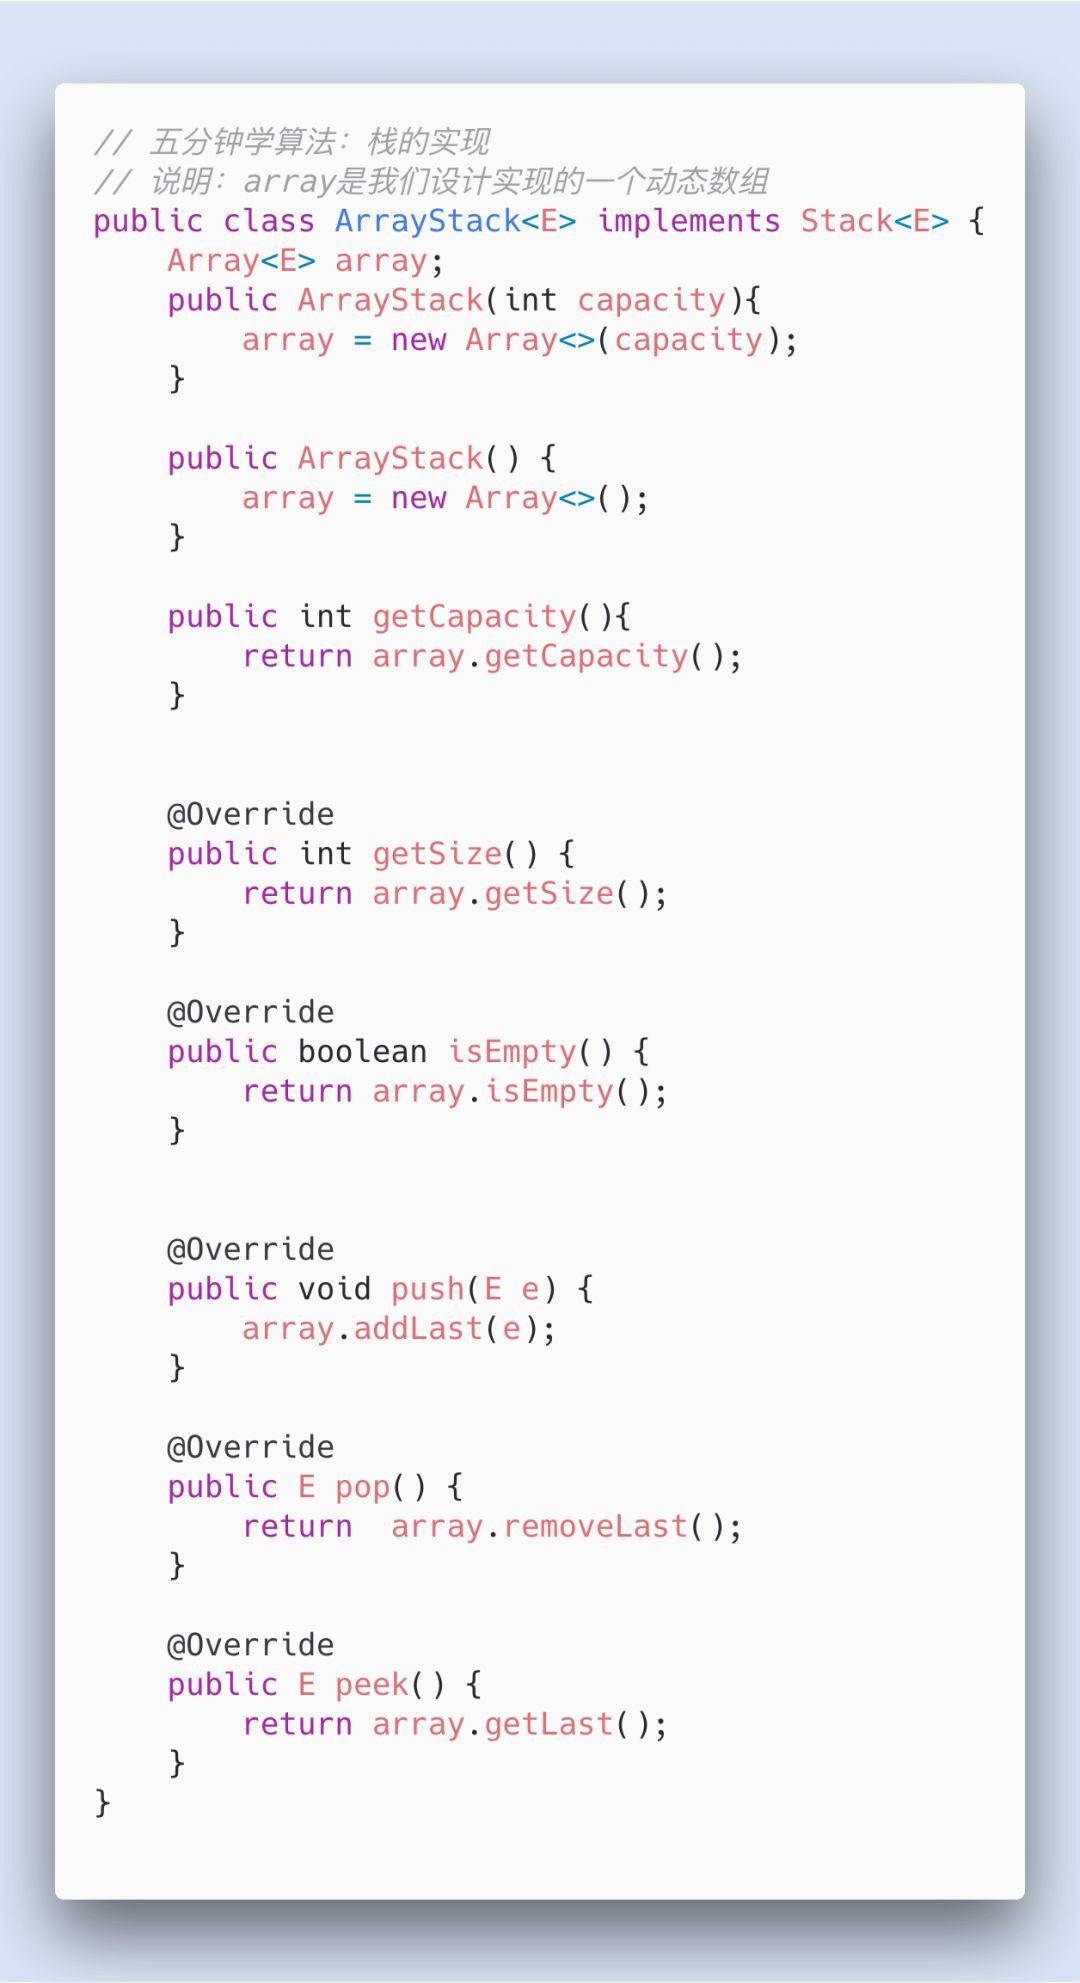 // 五分钟学算法：栈的实现
// 说明：array是我们设计实现的一个动态数组
public class ArrayStack<E> implements Stack<E> {
    Array<E> array;
    public ArrayStack(int capacity){
        array = new Array<>(capacity);
    }
    public ArrayStack() {
        array = new Array<>();
    }
    public int getCapacity(){
        return array.getCapacity();
    }
    @Override
    public int getSize() {
        return array.getSize();
    }
    @Override
    public boolean isEmpty() {
        return array.isEmpty();
    }
    @Override
    public void push(E e) {
        array.addLast(e);
    }
    @Override
    public E pop() {
        return  array.removeLast();
    }
    @Override
    public E peek() {
        return array.getLast();
    }
}